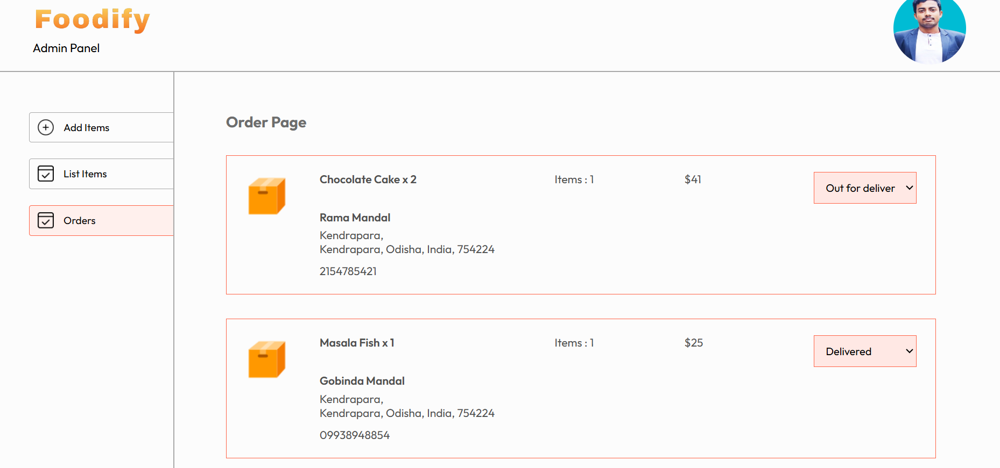 Foodify
Admin Panel
Add Items
List Items
Orders
Order Page
Chocolate Cake x 2
Items : 1
$41
Out for deliver
Rama Mandal
Kendrapara,
Kendrapara, Odisha, India, 754224
2154785421
Masala Fish x 1
Items : 1
$25
Delivered
Gobinda Mandal
Kendrapara,
Kendrapara, Odisha, India, 754224
09938948854